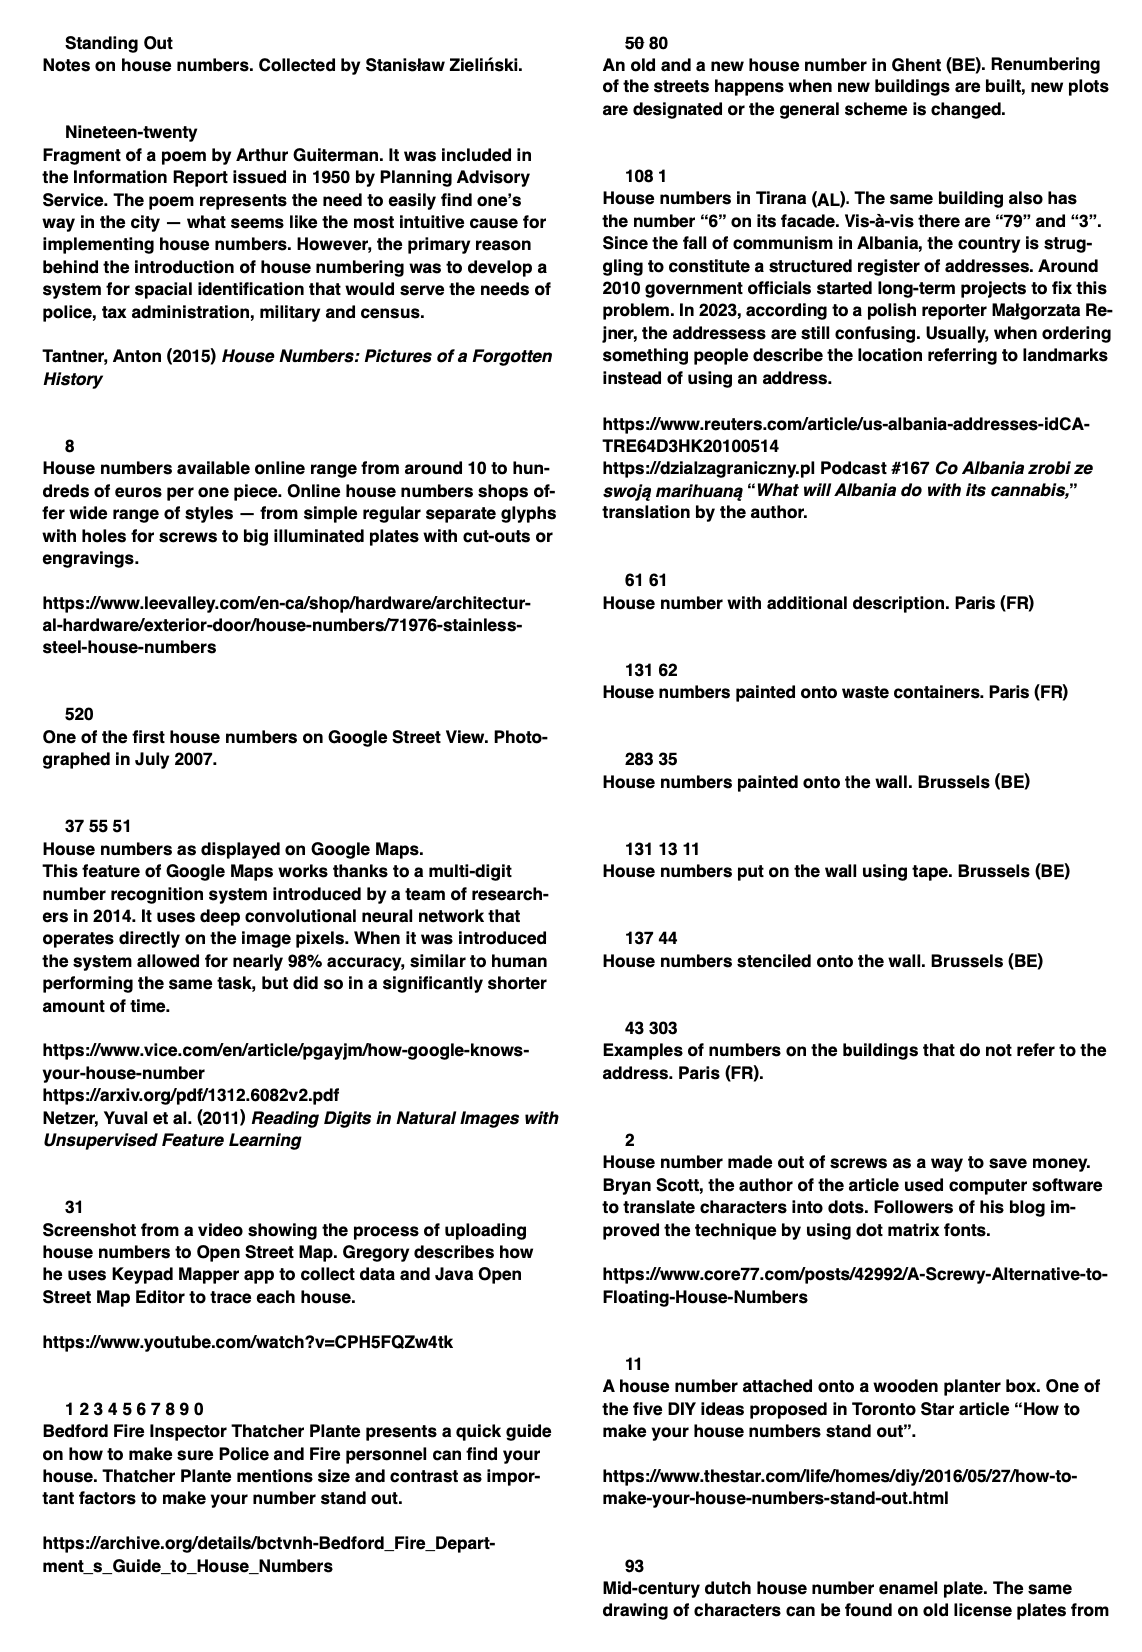 Standing Out
Notes on house numbers. Collected by Stanisław Zieliński.
Nineteen-twenty
Fragment of a poem by Arthur Guiterman. It was included in
the Information Report issued in 1950 by Planning Advisory
Service. The poem represents the need to easily find one’s
way in the city — what seems like the most intuitive cause for
implementing house numbers. However, the primary reason
behind the introduction of house numbering was to develop a
system for spacial identification that would serve the needs of
police, tax administration, military and census.
Tantner, Anton (2015) House Numbers: Pictures of a Forgotten
History
8
House numbers available online range from around 10 to hun-
dreds of euros per one piece. Online house numbers shops of-
fer wide range of styles — from simple regular separate glyphs
with holes for screws to big illuminated plates with cut-outs or
engravings.
https://www.leevalley.com/en-ca/shop/hardware/architectur-
al-hardware/exterior-door/house-numbers/71976-stainless-
steel-house-numbers
520
One of the first house numbers on Google Street View. Photo-
graphed in July 2007.
37 55 51
House numbers as displayed on Google Maps.
This feature of Google Maps works thanks to a multi-digit
number recognition system introduced by a team of research-
ers in 2014. It uses deep convolutional neural network that
operates directly on the image pixels. When it was introduced
the system allowed for nearly 98% accuracy, similar to human
performing the same task, but did so in a significantly shorter
amount of time.
https://www.vice.com/en/article/pgayjm/how-google-knows-
your-house-number
https://arxiv.org/pdf/1312.6082v2.pdf
Netzer, Yuval et al. (2011) Reading Digits in Natural Images with
Unsupervised Feature Learning
31
Screenshot from a video showing the process of uploading
house numbers to Open Street Map. Gregory describes how
he uses Keypad Mapper app to collect data and Java Open
Street Map Editor to trace each house.
https://www.youtube.com/watch?v=CPH5FQZw4tk
1 2 3 4 5 6 7 8 9 0
Bedford Fire Inspector Thatcher Plante presents a quick guide
on how to make sure Police and Fire personnel can find your
house. Thatcher Plante mentions size and contrast as impor-
tant factors to make your number stand out.
https://archive.org/details/bctvnh-Bedford_Fire_Depart-
ment_s_Guide_to_House_Numbers
50 80
An old and a new house number in Ghent (BE). Renumbering
of the streets happens when new buildings are built, new plots
are designated or the general scheme is changed.
108 1
House numbers in Tirana (AL). The same building also has
the number “6” on its facade. Vis-à-vis there are “79” and “3”.
Since the fall of communism in Albania, the country is strug-
gling to constitute a structured register of addresses. Around
2010 government officials started long-term projects to fix this
problem. In 2023, according to a polish reporter Małgorzata Re-
jner, the addressess are still confusing. Usually, when ordering
something people describe the location referring to landmarks
instead of using an address.
https://www.reuters.com/article/us-albania-addresses-idCA-
TRE64D3HK20100514
https://dzialzagraniczny.pl Podcast #167 Co Albania zrobi ze
swoją marihuaną “What will Albania do with its cannabis,”
translation by the author.
61 61
House number with additional description. Paris (FR)
131 62
House numbers painted onto waste containers. Paris (FR)
283 35
House numbers painted onto the wall. Brussels (BE)
131 13 11
House numbers put on the wall using tape. Brussels (BE)
137 44
House numbers stenciled onto the wall. Brussels (BE)
43 303
Examples of numbers on the buildings that do not refer to the
address. Paris (FR).
2
House number made out of screws as a way to save money.
Bryan Scott, the author of the article used computer software
to translate characters into dots. Followers of his blog im-
proved the technique by using dot matrix fonts.
https://www.core77.com/posts/42992/A-Screwy-Alternative-to-
Floating-House-Numbers
11
A house number attached onto a wooden planter box. One of
the five DIY ideas proposed in Toronto Star article “How to
make your house numbers stand out”.
https://www.thestar.com/life/homes/diy/2016/05/27/how-to-
make-your-house-numbers-stand-out.html
93
Mid-century dutch house number enamel plate. The same
drawing of characters can be found on old license plates from